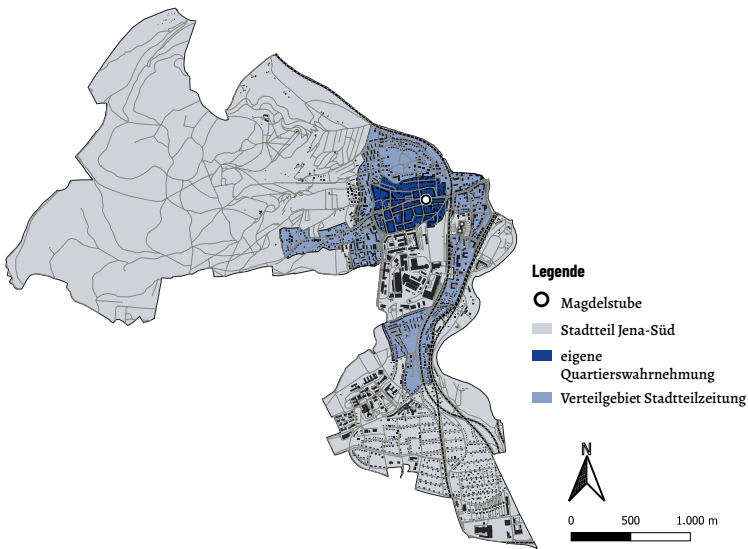 Legende
Magdelstube
Stadtteil Jena-Süd
eigene
Quartierswahrnehmung
Verteilgebiet Stadtteilzeitung
N
0 500 1.000 m